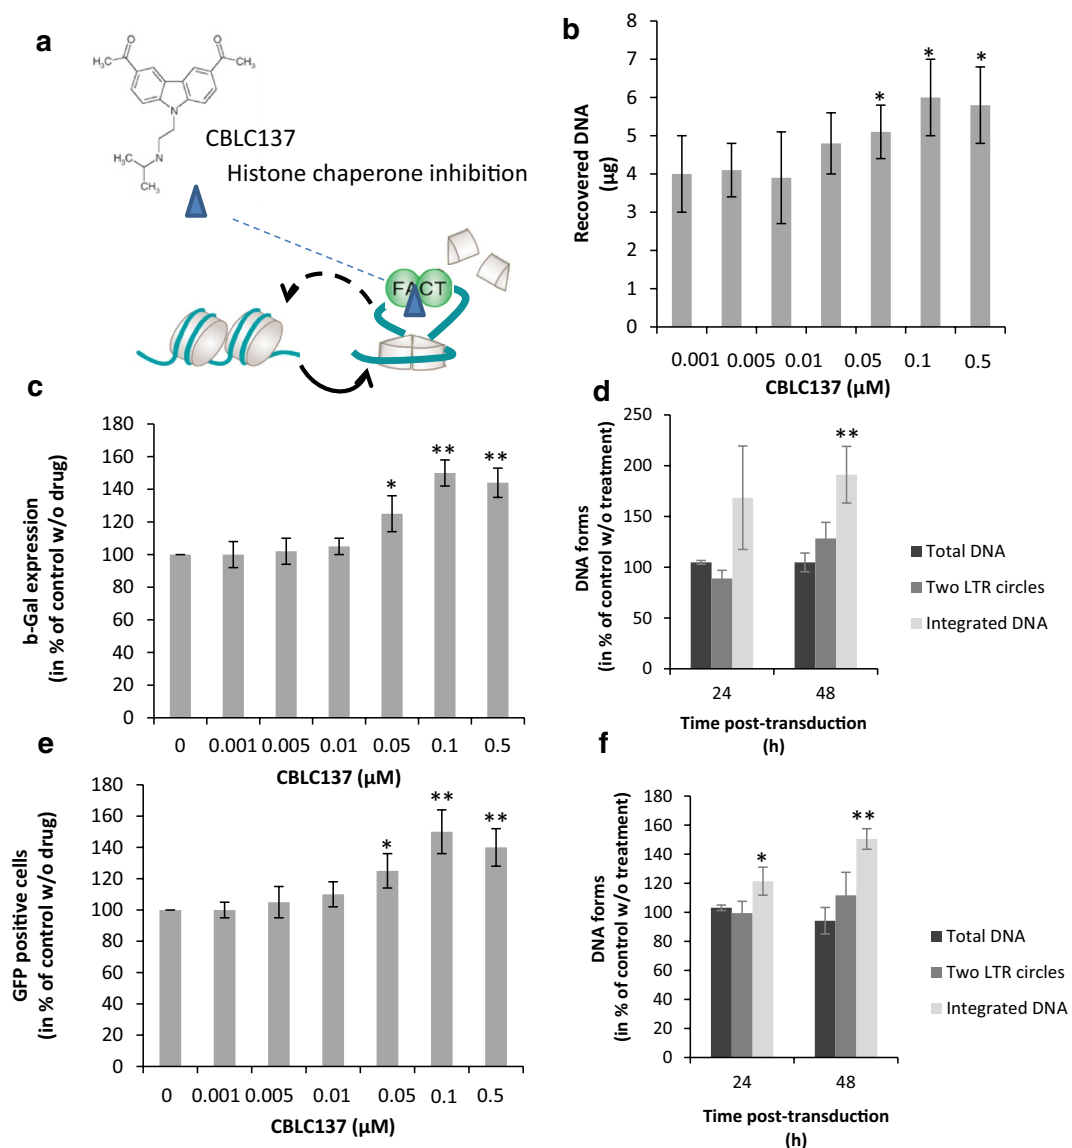 a
O
O
H₃C
CH₃
N
N
H₃C
CH₃
CBLC137
Histone chaperone inhibition
FACT
b
Recovered DNA
(µg)
8
7
6
5
4
3
2
1
0
*
*
*
0.001 0.005 0.01 0.05 0.1 0.5
CBLC137 (µM)
c
b-Gal expression
(in % of control w/o drug)
180
160
140
120
100
80
60
40
20
0
*
**
**
0 0.001 0.005 0.01 0.05 0.1 0.5
CBLC137 (µM)
d
DNA forms
(in % of control w/o treatment)
250
200
150
100
50
0
**
24 48
Time post-transduction
(h)
Total DNA
Two LTR circles
Integrated DNA
e
GFP positive cells
(in % of control w/o drug)
180
160
140
120
100
80
60
40
20
0
*
**
**
0 0.001 0.005 0.01 0.05 0.1 0.5
CBLC137 (µM)
f
DNA forms
(in % of control w/o treatment)
180
160
140
120
100
80
60
40
20
0
*
**
24 48
Time post-transduction
(h)
Total DNA
Two LTR circles
Integrated DNA